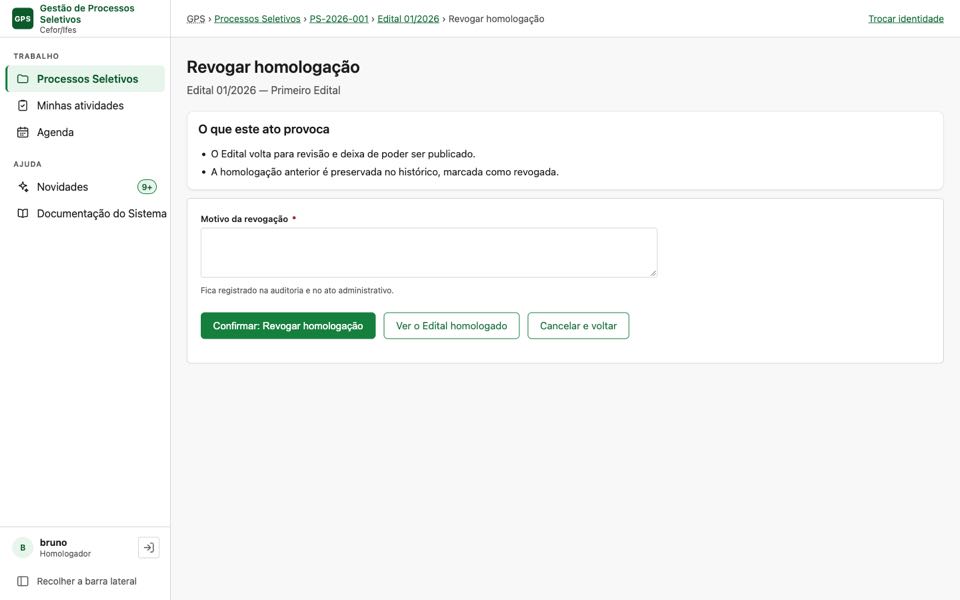 GPS
Gestão de Processos
Seletivos
Cefor/Ifes
GPS › Processos Seletivos › PS-2026-001 › Edital 01/2026 › Revogar homologação
Trocar identidade
TRABALHO
Processos Seletivos
Minhas atividades
Agenda
AJUDA
Novidades 9+
Documentação do Sistema
Revogar homologação
Edital 01/2026 — Primeiro Edital
O que este ato provoca
• O Edital volta para revisão e deixa de poder ser publicado.
• A homologação anterior é preservada no histórico, marcada como revogada.
Motivo da revogação *
Fica registrado na auditoria e no ato administrativo.
Confirmar: Revogar homologação
Ver o Edital homologado
Cancelar e voltar
B
bruno
Homologador
Recolher a barra lateral